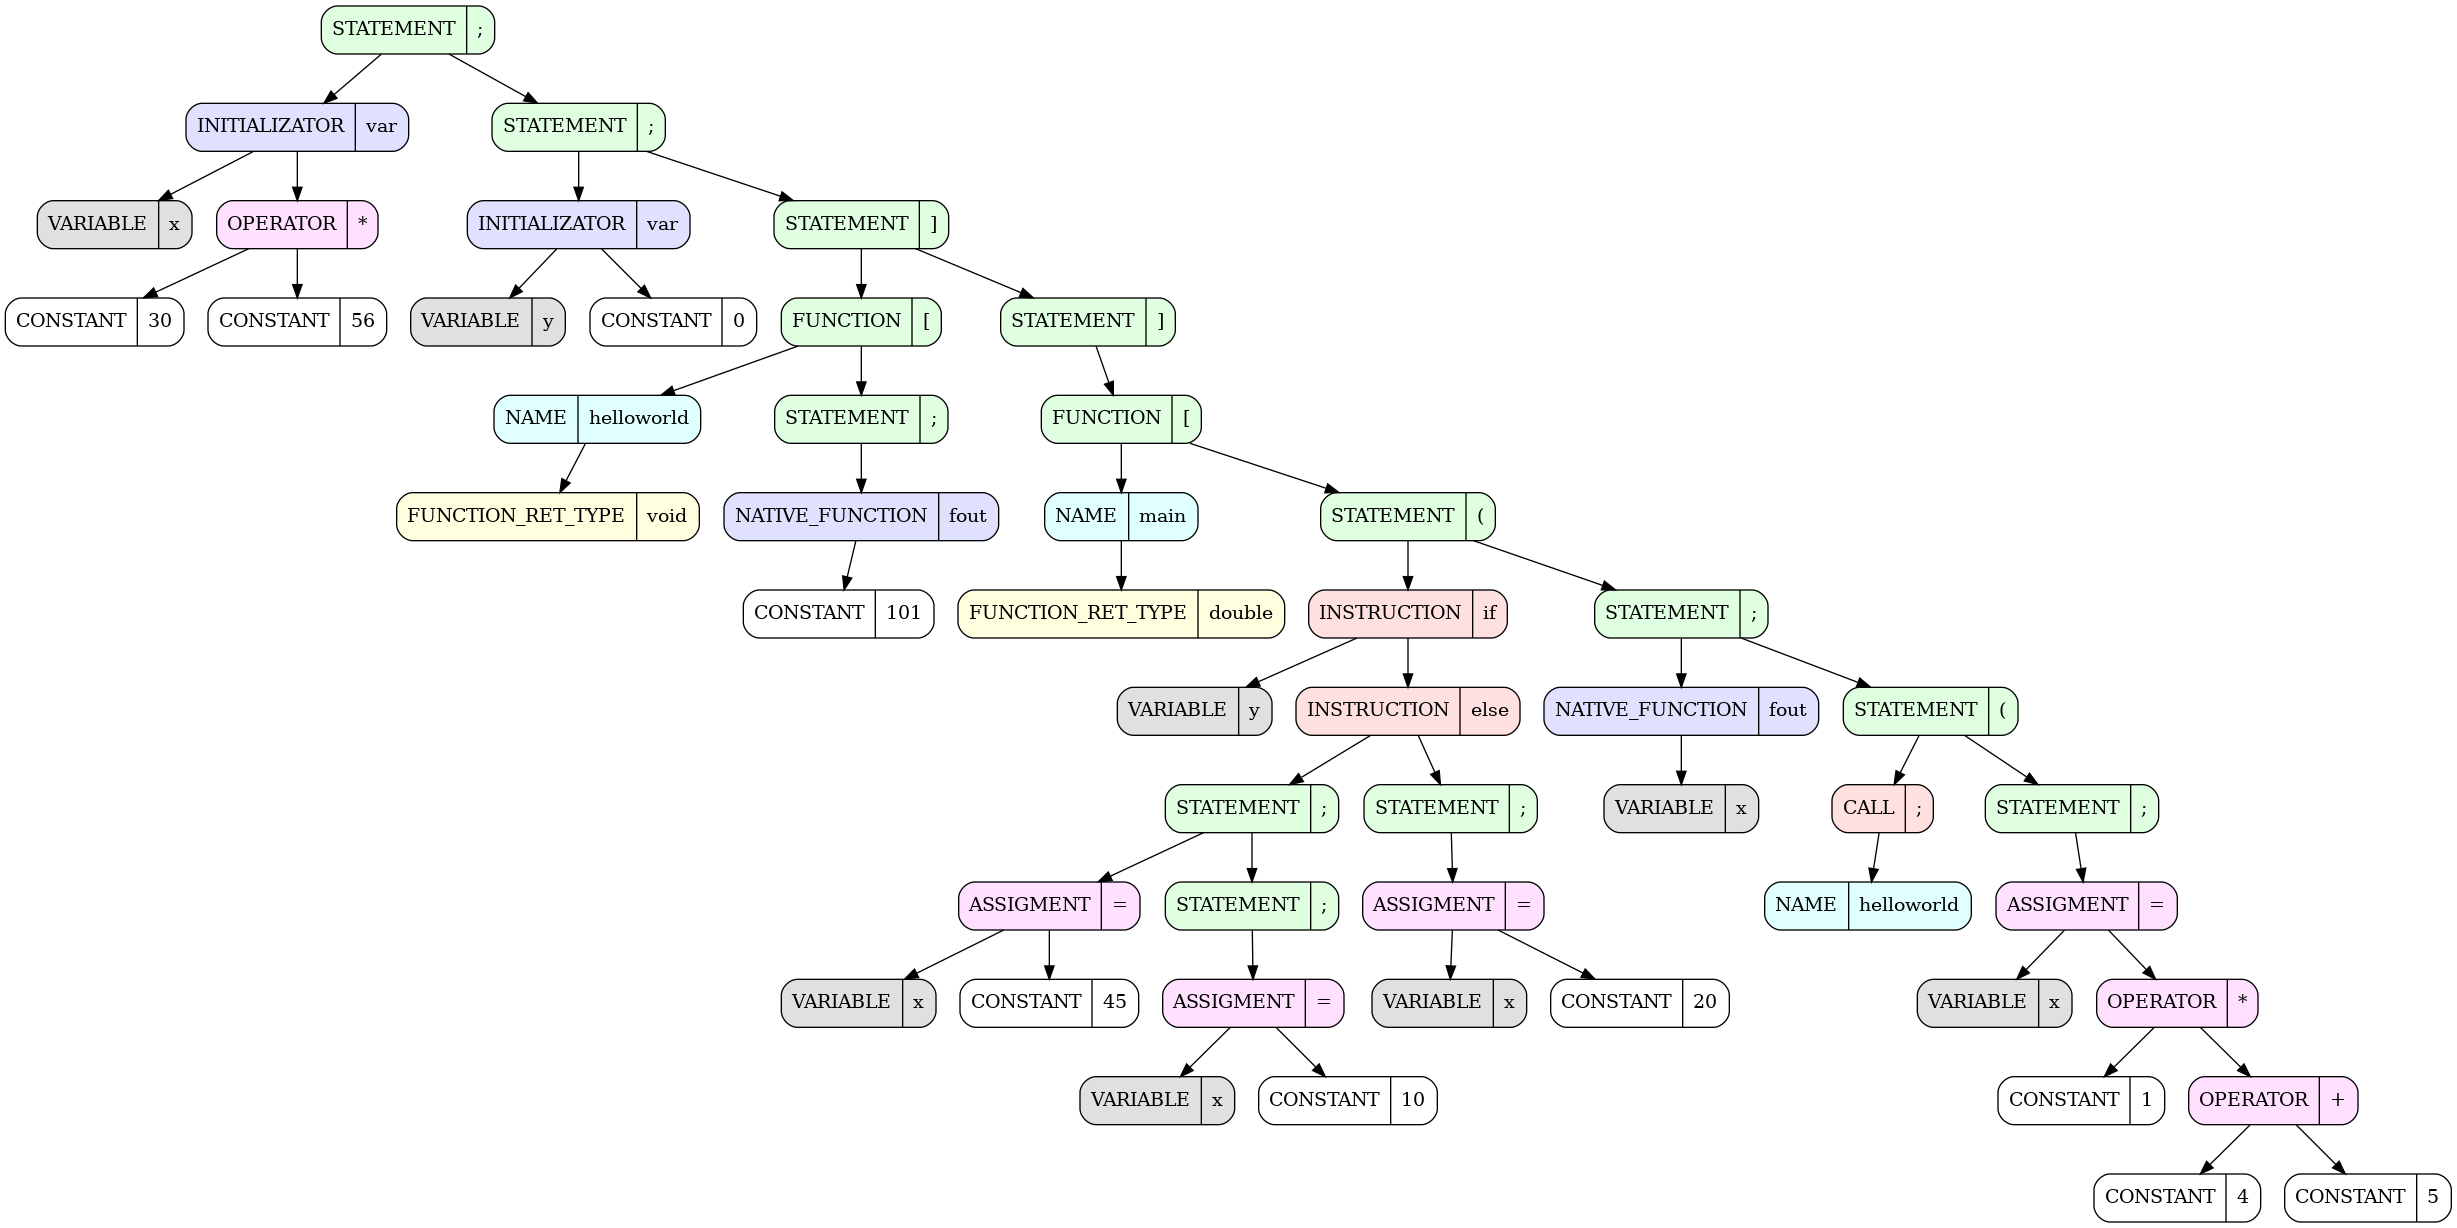 STATEMENT ;
INITIALIZATOR var
STATEMENT ;
VARIABLE x
OPERATOR *
INITIALIZATOR var
STATEMENT ]
CONSTANT 30
CONSTANT 56
VARIABLE y
CONSTANT 0
FUNCTION [
STATEMENT ]
NAME helloworld
STATEMENT ;
FUNCTION [
FUNCTION_RET_TYPE void
NATIVE_FUNCTION fout
NAME main
STATEMENT (
CONSTANT 101
FUNCTION_RET_TYPE double
INSTRUCTION if
STATEMENT ;
VARIABLE y
INSTRUCTION else
NATIVE_FUNCTION fout
STATEMENT (
STATEMENT ;
STATEMENT ;
VARIABLE x
CALL ;
STATEMENT ;
ASSIGMENT =
STATEMENT ;
ASSIGMENT =
NAME helloworld
ASSIGMENT =
VARIABLE x
CONSTANT 45
ASSIGMENT =
VARIABLE x
CONSTANT 20
VARIABLE x
OPERATOR *
VARIABLE x
CONSTANT 10
CONSTANT 1
OPERATOR +
CONSTANT 4
CONSTANT 5